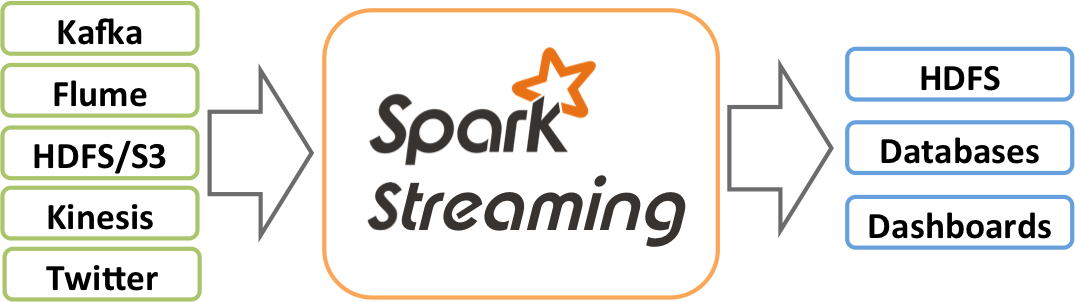 Kafka
Flume
HDFS/S3
Kinesis
Twitter
Spark
Streaming
HDFS
Databases
Dashboards